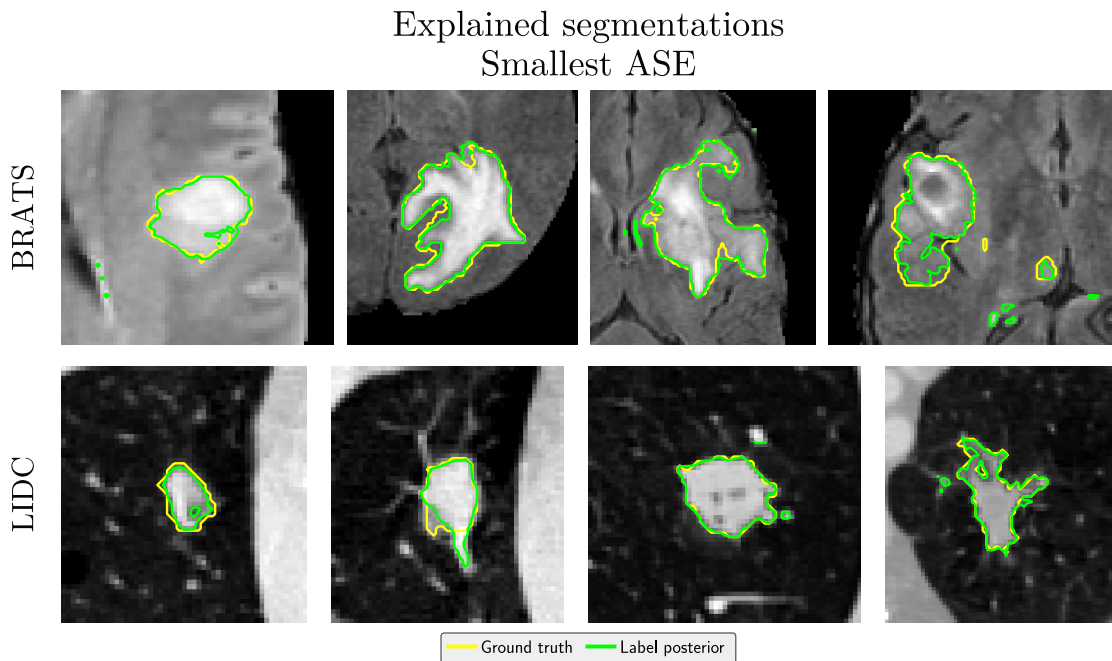 Explained segmentations
Smallest ASE
BRATS
LIDC
Ground truth
Label posterior